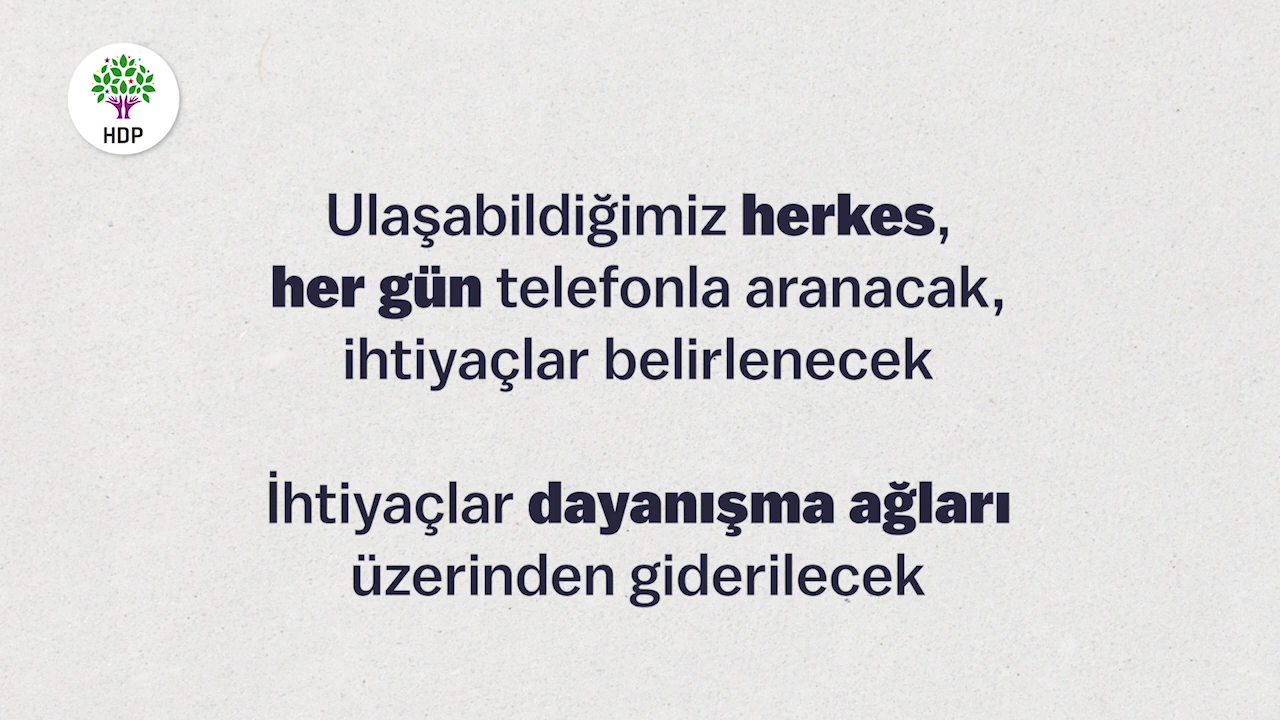 HDP
Ulaşabildiğimiz herkes,
her gün telefonla aranacak,
ihtiyaçlar belirlenecek
İhtiyaçlar dayanışma ağları
üzerinden giderilecek